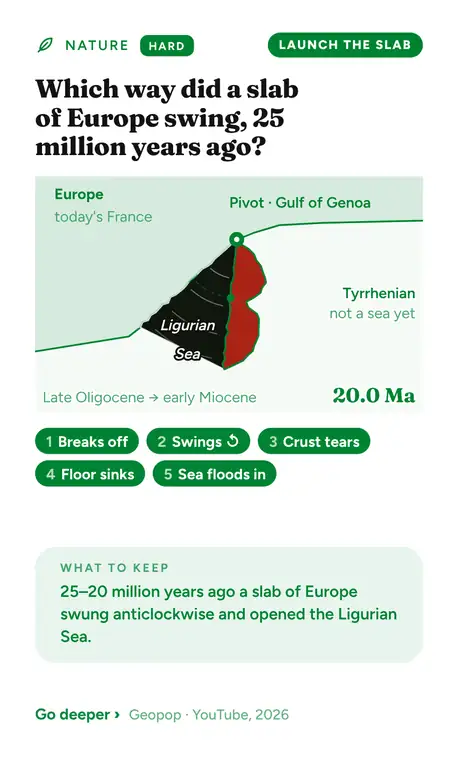 NATURE HARD LAUNCH THE SLAB
Which way did a slab
of Europe swing, 25
million years ago?
Europe
today's France
Pivot · Gulf of Genoa
Tyrrhenian
not a sea yet
Ligurian
Sea
Late Oligocene → early Miocene
20.0 Ma
1 Breaks off
2 Swings ↺
3 Crust tears
4 Floor sinks
5 Sea floods in
WHAT TO KEEP
25–20 million years ago a slab of Europe
swung anticlockwise and opened the Ligurian
Sea.
Go deeper › Geopop · YouTube, 2026